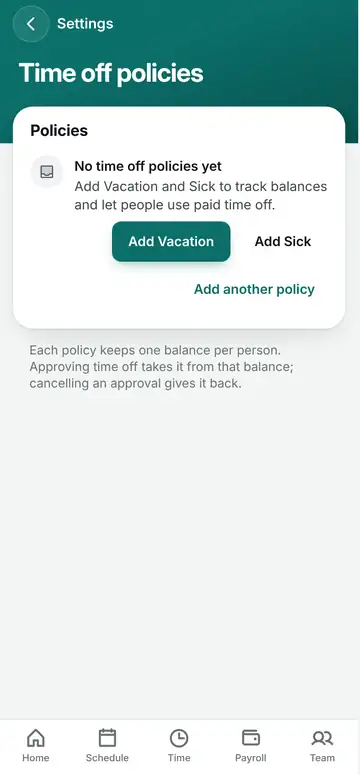 Settings
Time off policies
Policies
No time off policies yet
Add Vacation and Sick to track balances
and let people use paid time off.
Add Vacation
Add Sick
Add another policy
Each policy keeps one balance per person.
Approving time off takes it from that balance;
cancelling an approval gives it back.
Home
Schedule
Time
Payroll
Team